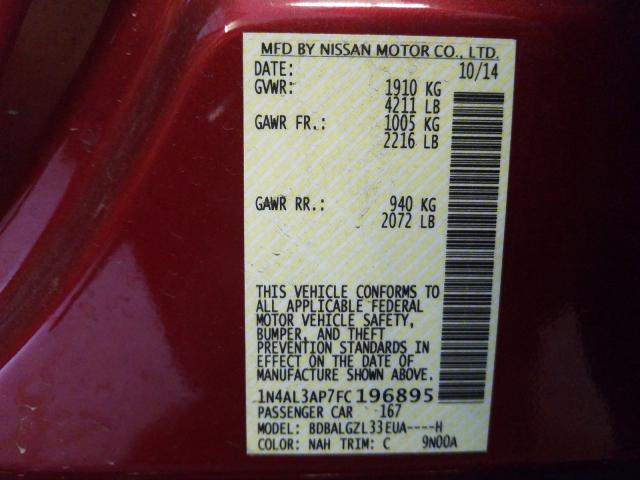 MFD BY NISSAN MOTOR CO., LTD.
DATE: 10/14
GVWR: 1910 KG
4211 LB
GAWR FR.: 1005 KG
2216 LB
GAWR RR.: 940 KG
2072 LB
THIS VEHICLE CONFORMS TO
ALL APPLICABLE FEDERAL
MOTOR VEHICLE SAFETY,
BUMPER, AND THEFT
PREVENTION STANDARDS IN
EFFECT ON THE DATE OF
MANUFACTURE SHOWN ABOVE.
1N4AL3AP7FC196895
PASSENGER CAR 167
MODEL: BDBALGZL33EUA----H
COLOR: NAH TRIM: C 9N00A